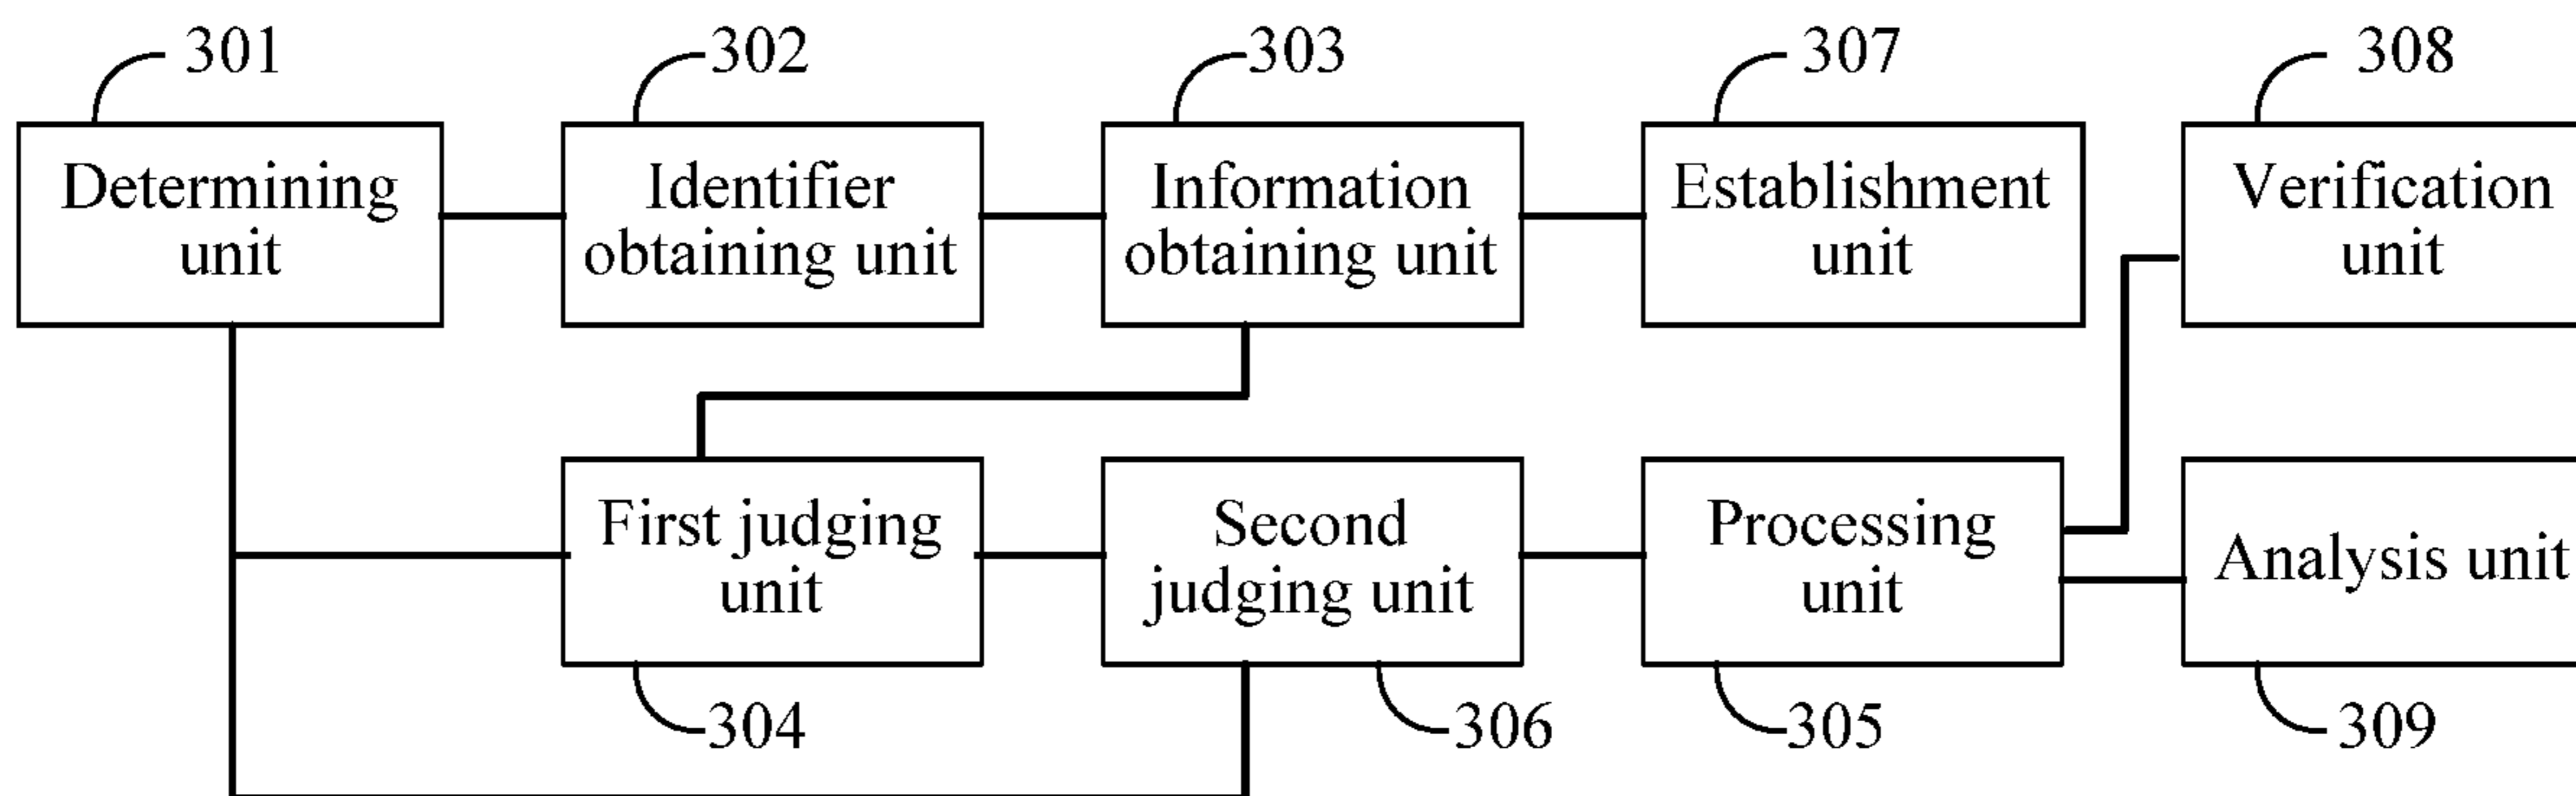 301
302
303
307
308
Determining
unit
Identifier
obtaining unit
Information
obtaining unit
Establishment
unit
Verification
unit
First judging
unit
Second
judging unit
Processing
unit
Analysis unit
304
306
305
309